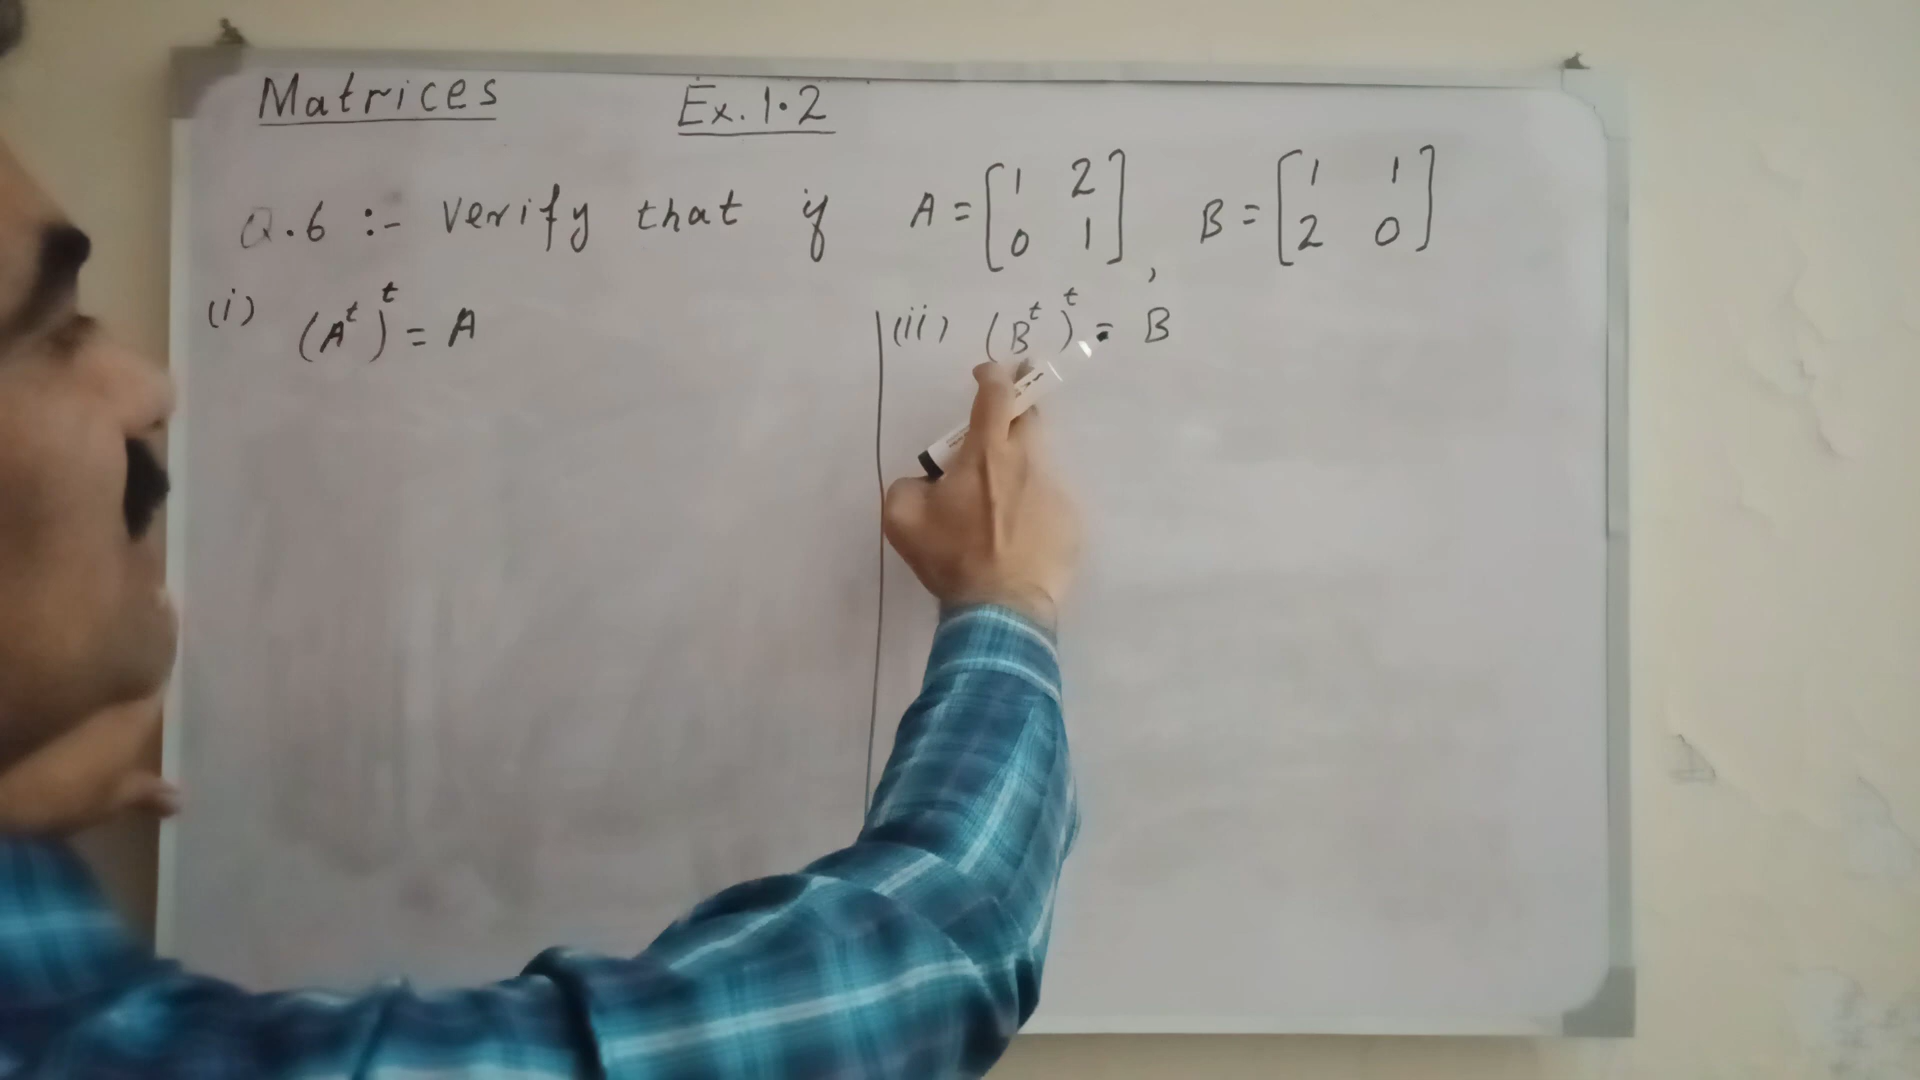 Matrices Ex. 1.2
Q.6 :- Verify that if A = [1 2 0 1], B = [1 1 2 0]
(i) (A^t)^t = A (ii) (B^t)^t = B